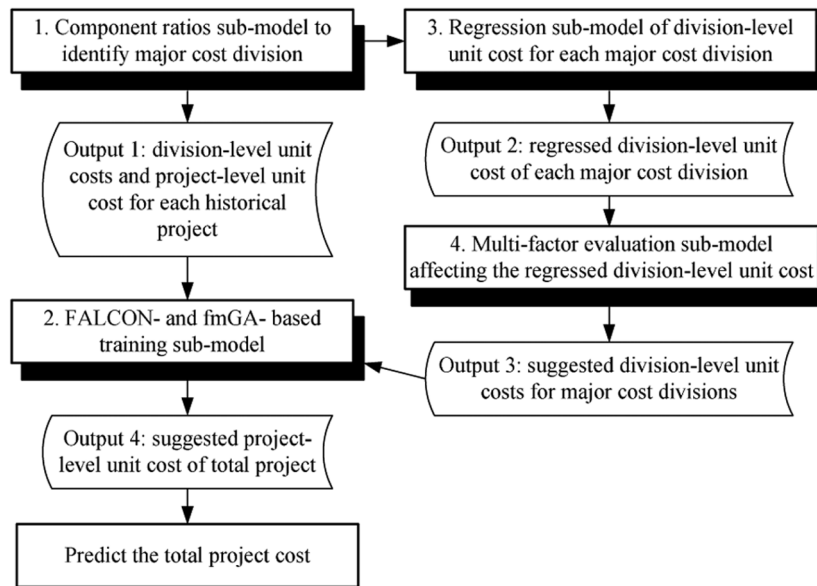 1. Component ratios sub-model to
identify major cost division
3. Regression sub-model of division-level
unit cost for each major cost division
Output 1: division-level unit
costs and project-level unit
cost for each historical
project
Output 2: regressed division-level unit
cost of each major cost division
4. Multi-factor evaluation sub-model
affecting the regressed division-level unit cost
2. FALCON- and fmGA- based
training sub-model
Output 3: suggested division-level unit
costs for major cost divisions
Output 4: suggested project-
level unit cost of total project
Predict the total project cost